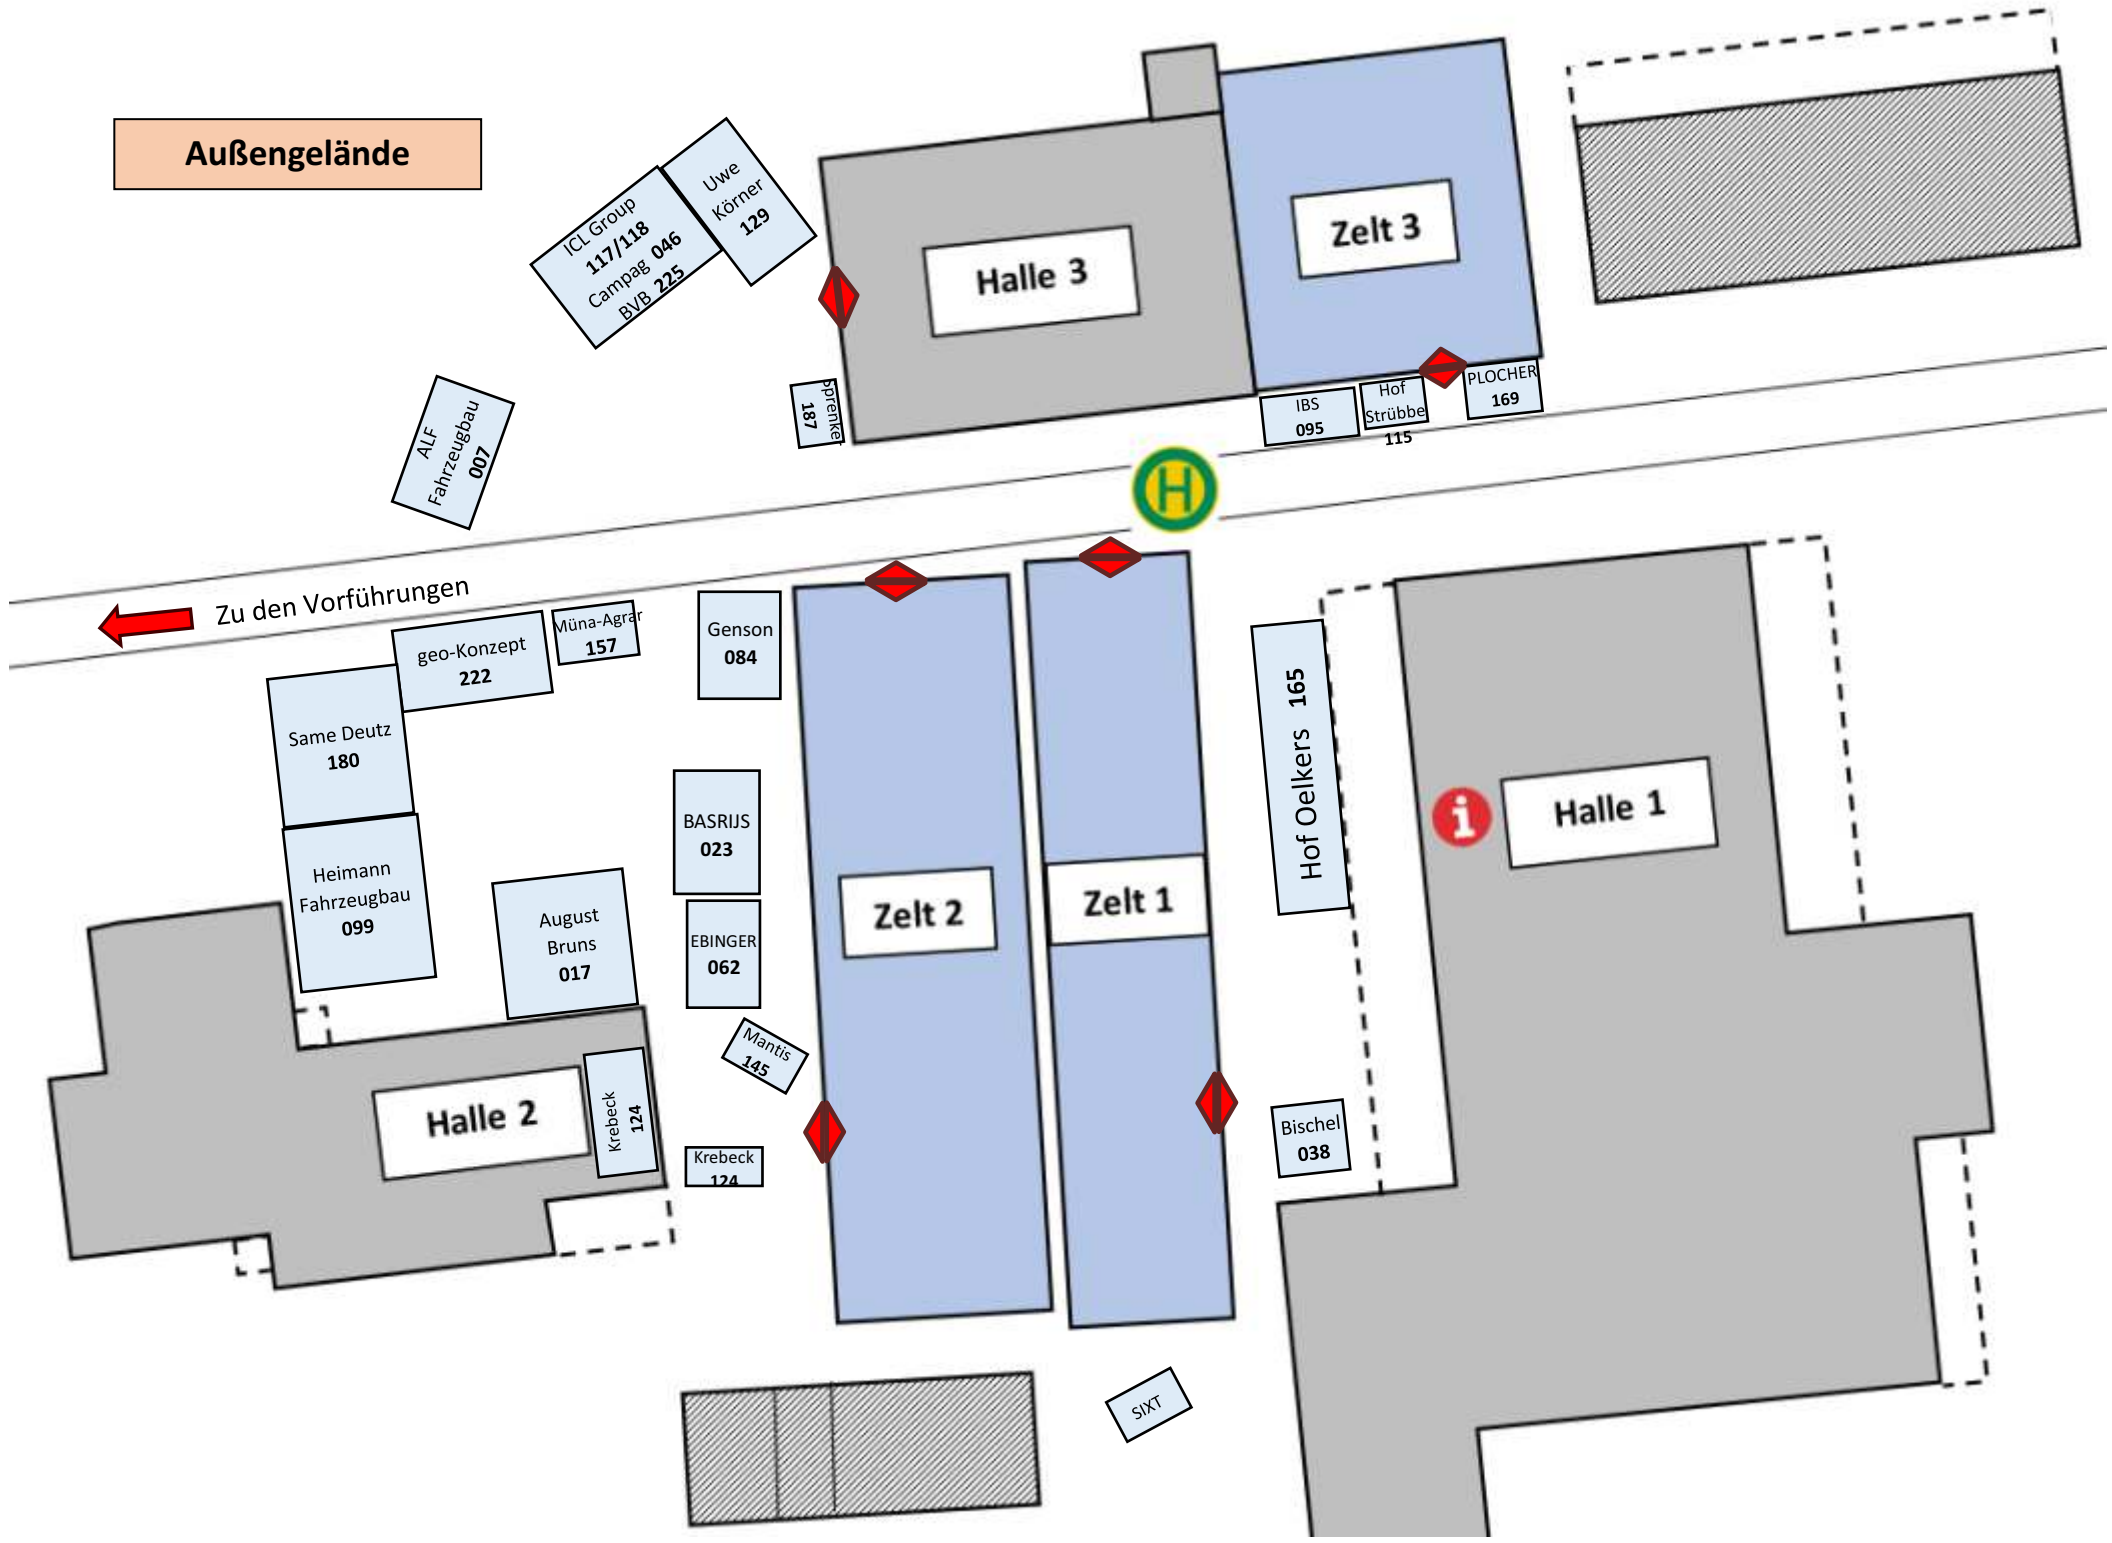 Außengelände
Uwe
Körner
129
ICL Group
117/118
Campag 046
BVB 225
Halle 3
Zelt 3
ALF
Fahrzeugbau
007
187
IBS
095
Hof
Strübbe
115
PLOCHER
169
H
Zu den Vorführungen
geo-Konzept
222
Müna-Agrar
157
Genson
084
Same Deutz
180
Hof Oelkers 165
Halle 1
i
BASRIJS
023
Heimann
Fahrzeugbau
099
August
Bruns
017
EBINGER
062
Zelt 2
Zelt 1
Mantis
145
Halle 2
Krebeck
124
Krebeck
124
Bischel
038
SIXT